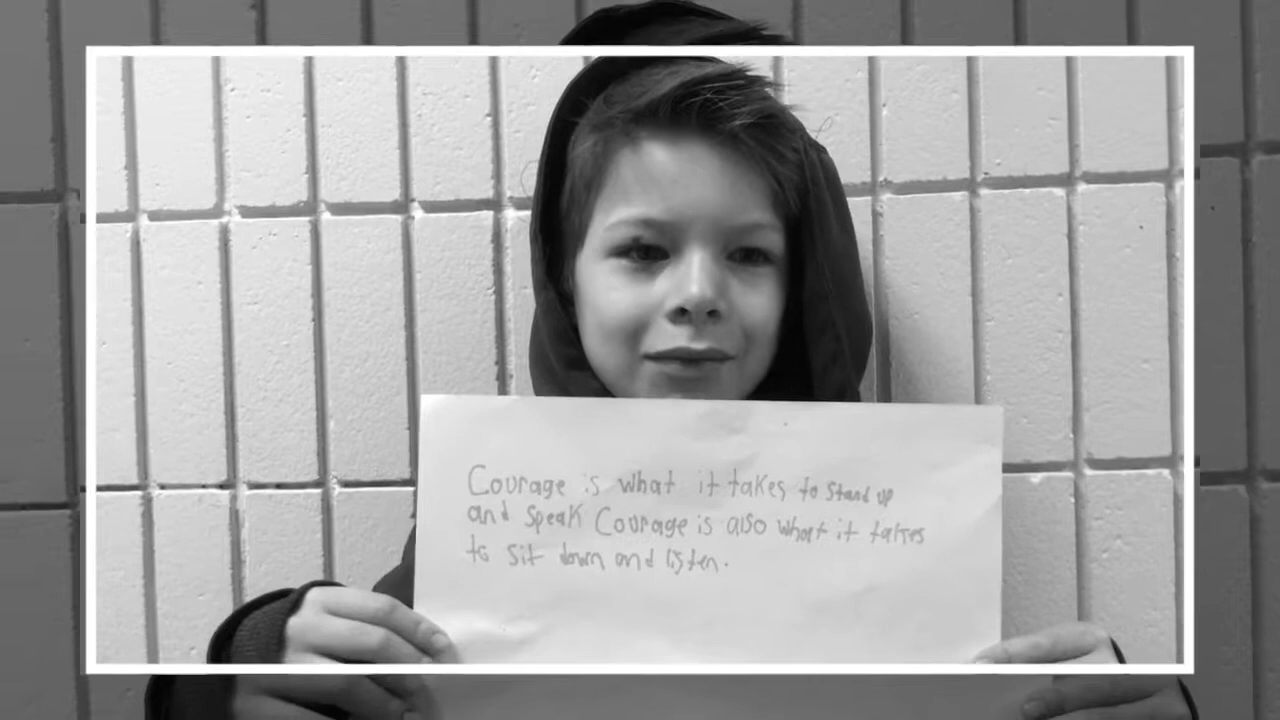 Courage is what it takes to stand up
and speak Courage is also what it takes
to sit down and listen.